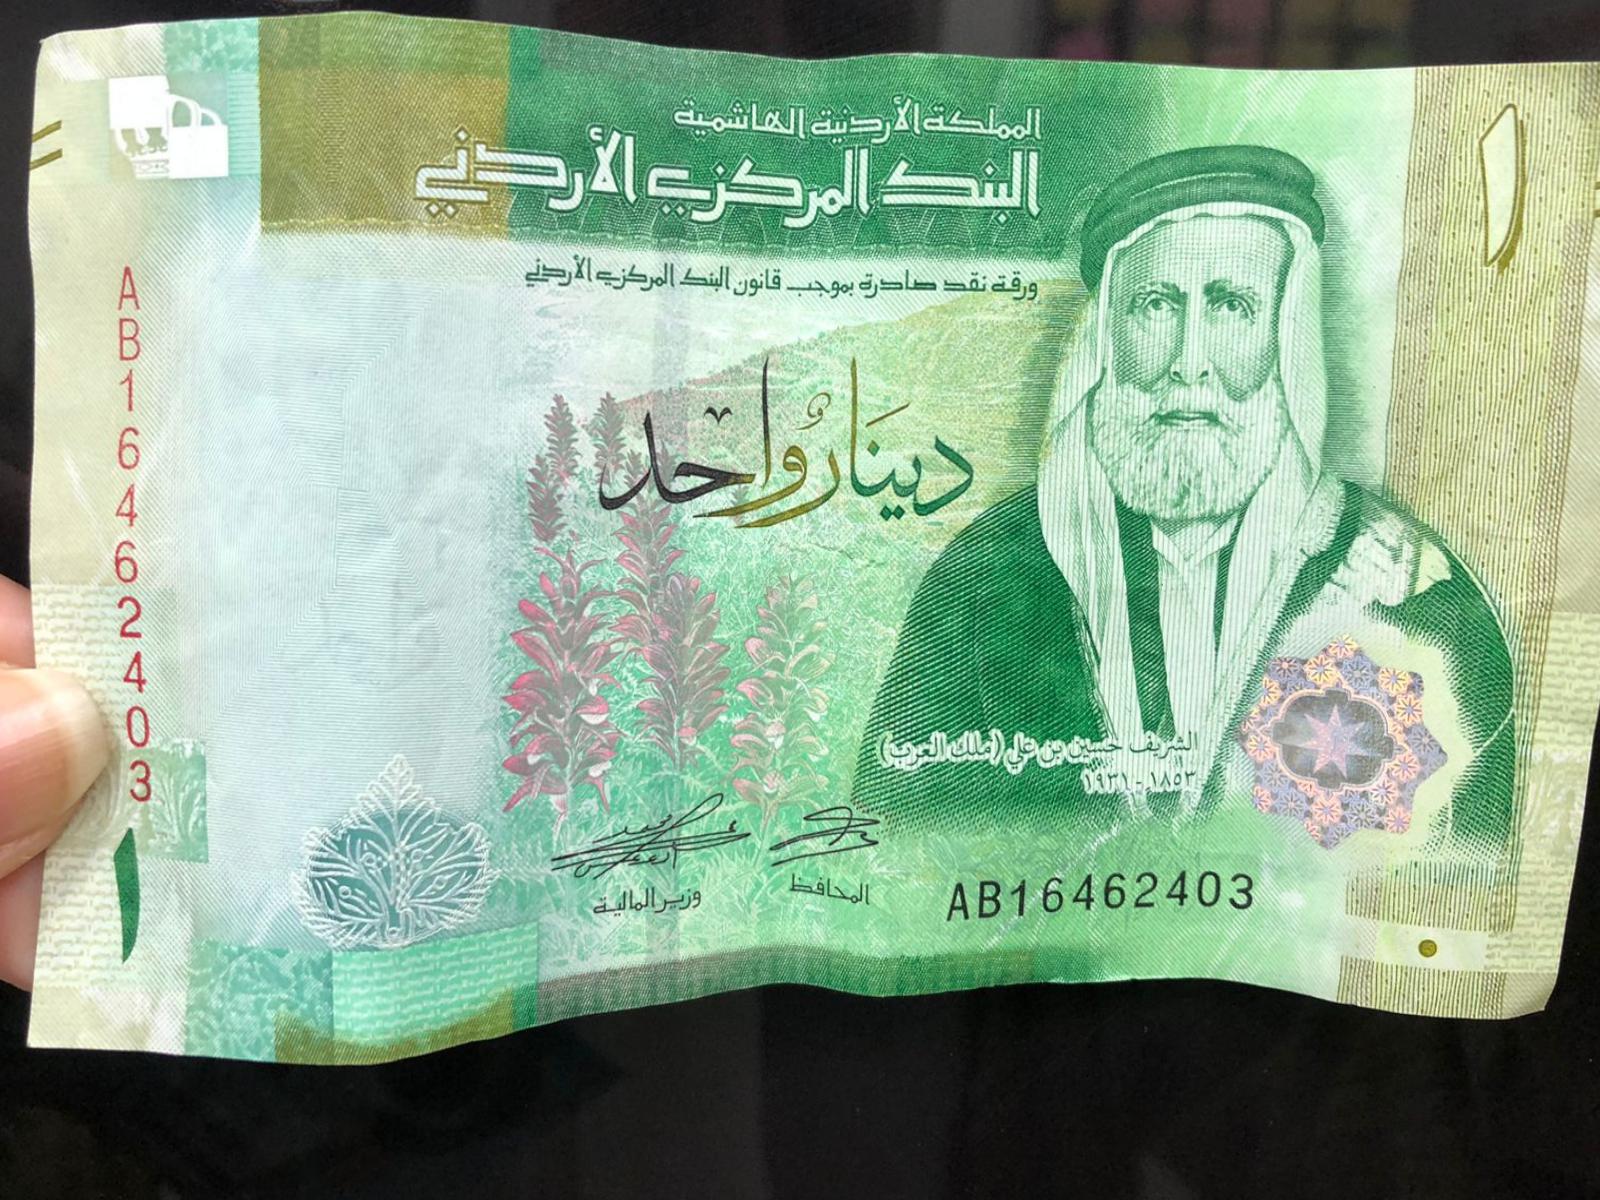 المملكة الأردنية الهاشمية
البنك المركزي الأردني
ورقة نقد صادرة بموجب قانون البنك المركزي الأردني
دينار واحد
١
AB16462403
الشريف حسين بن علي (ملك العرب)
١٨٥٣-١٩٣١
المحافظ
وزير المالية
AB16462403
١